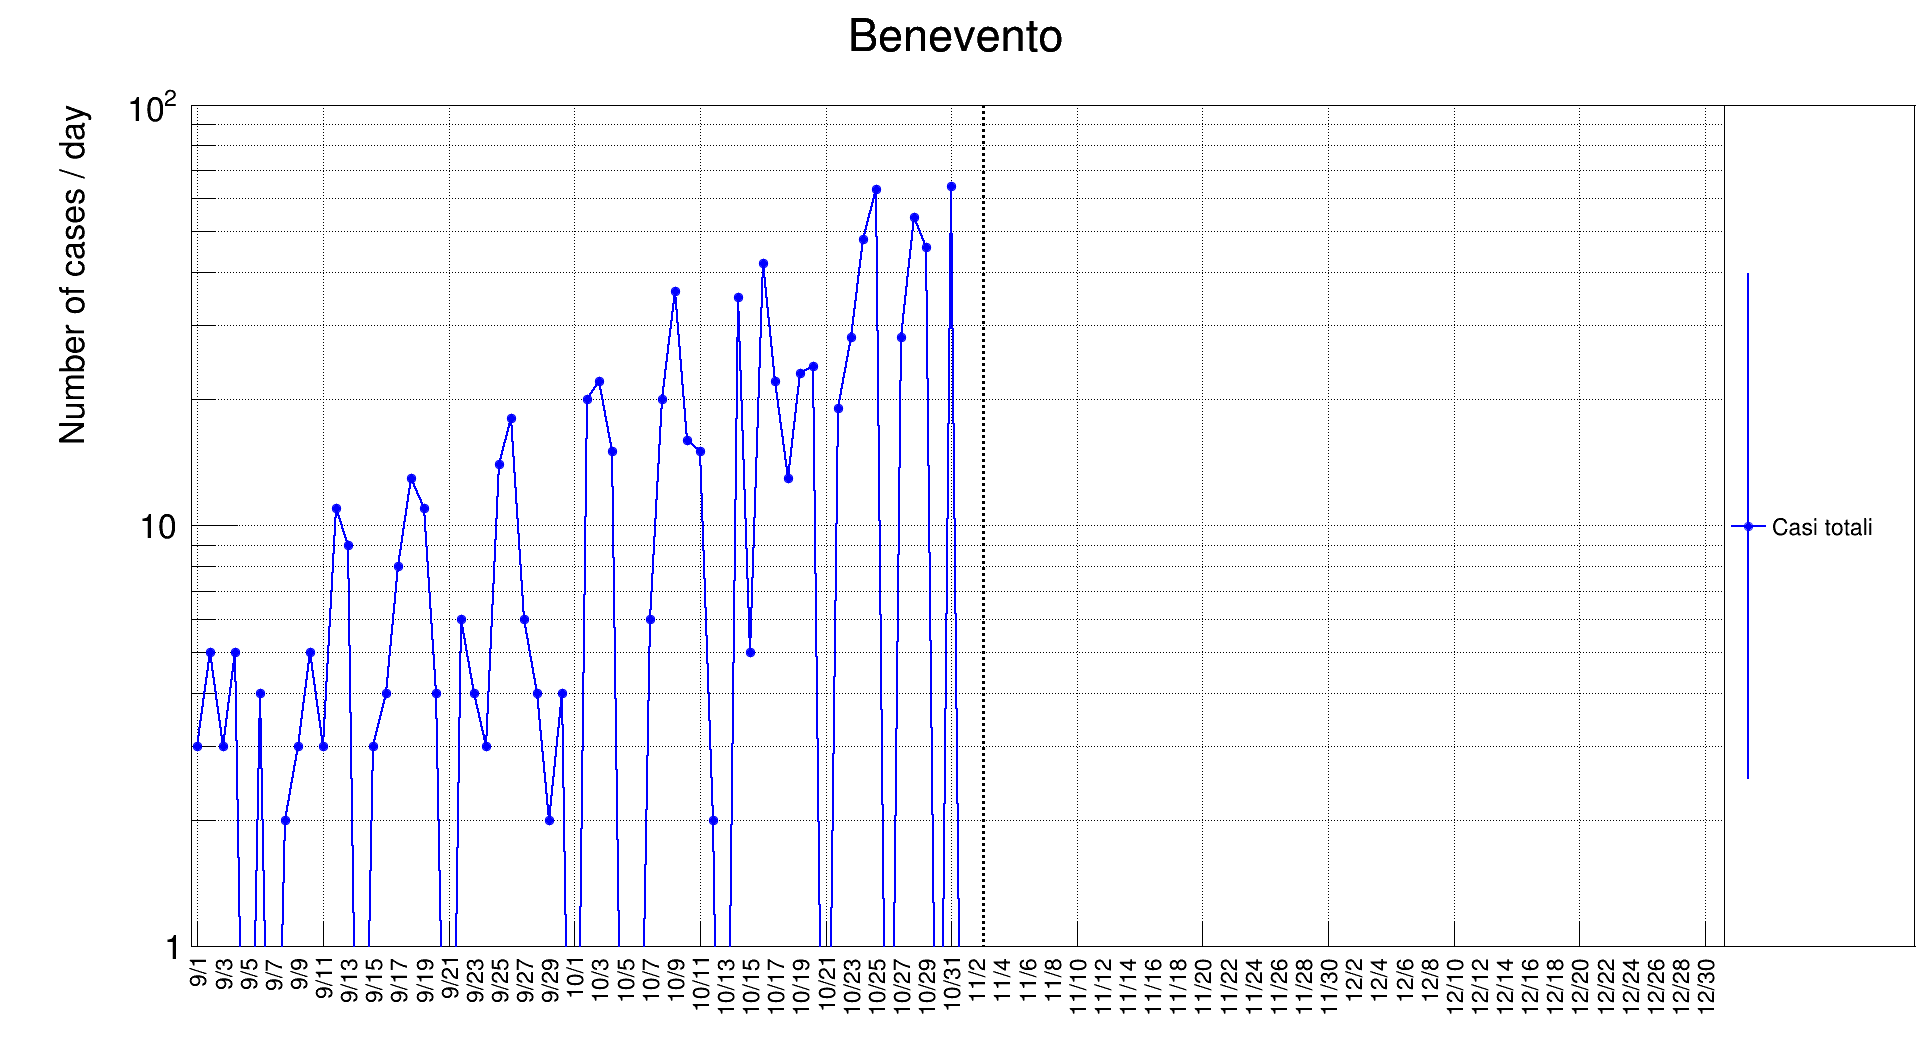 Benevento
Number of cases / day
10²
10
1
9/1 9/3 9/5 9/7 9/9 9/11 9/13 9/15 9/17 9/19 9/21 9/23 9/25 9/27 9/29 10/1 10/3 10/5 10/7 10/9 10/11 10/13 10/15 10/17 10/19 10/21 10/23 10/25 10/27 10/29 10/31 11/2 11/4 11/6 11/8 11/10 11/12 11/14 11/16 11/18 11/20 11/22 11/24 11/26 11/28 11/30 12/2 12/4 12/6 12/8 12/10 12/12 12/14 12/16 12/18 12/20 12/22 12/24 12/26 12/28 12/30
Casi totali